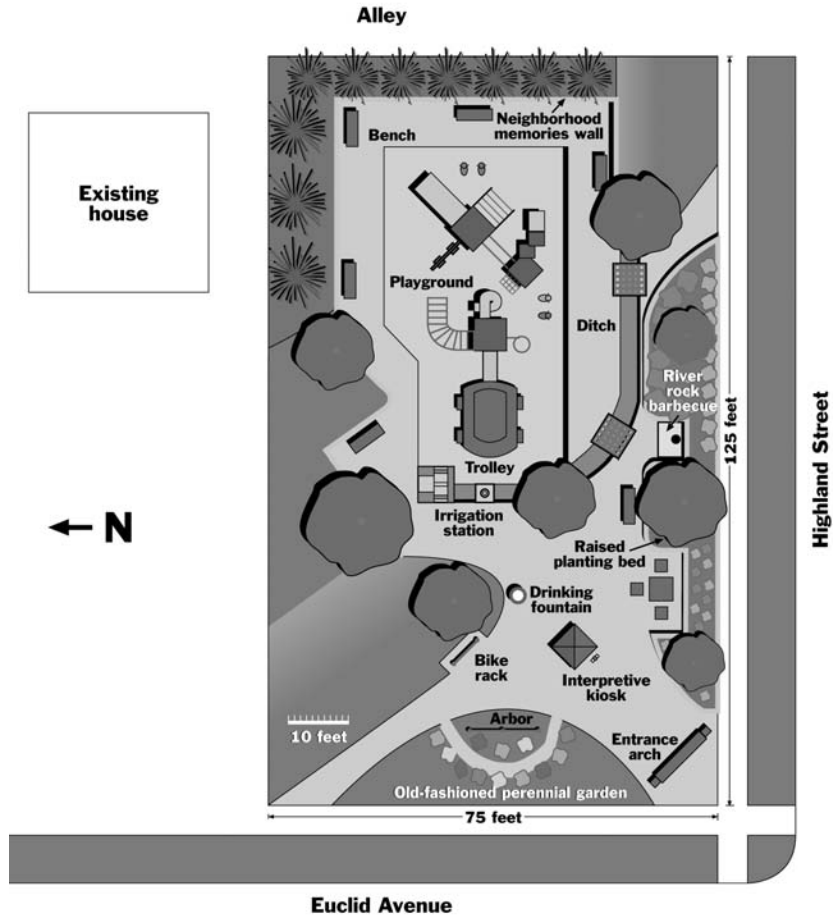 Alley
Neighborhood
memories wall
Bench
Existing
house
Playground
Ditch
River
rock
barbecue
125 feet
Highland Street
Trolley
N
Irrigation
station
Raised
planting bed
Drinking
fountain
Bike
rack
Interpretive
kiosk
Arbor
10 feet
Entrance
arch
Old-fashioned perennial garden
75 feet
Euclid Avenue